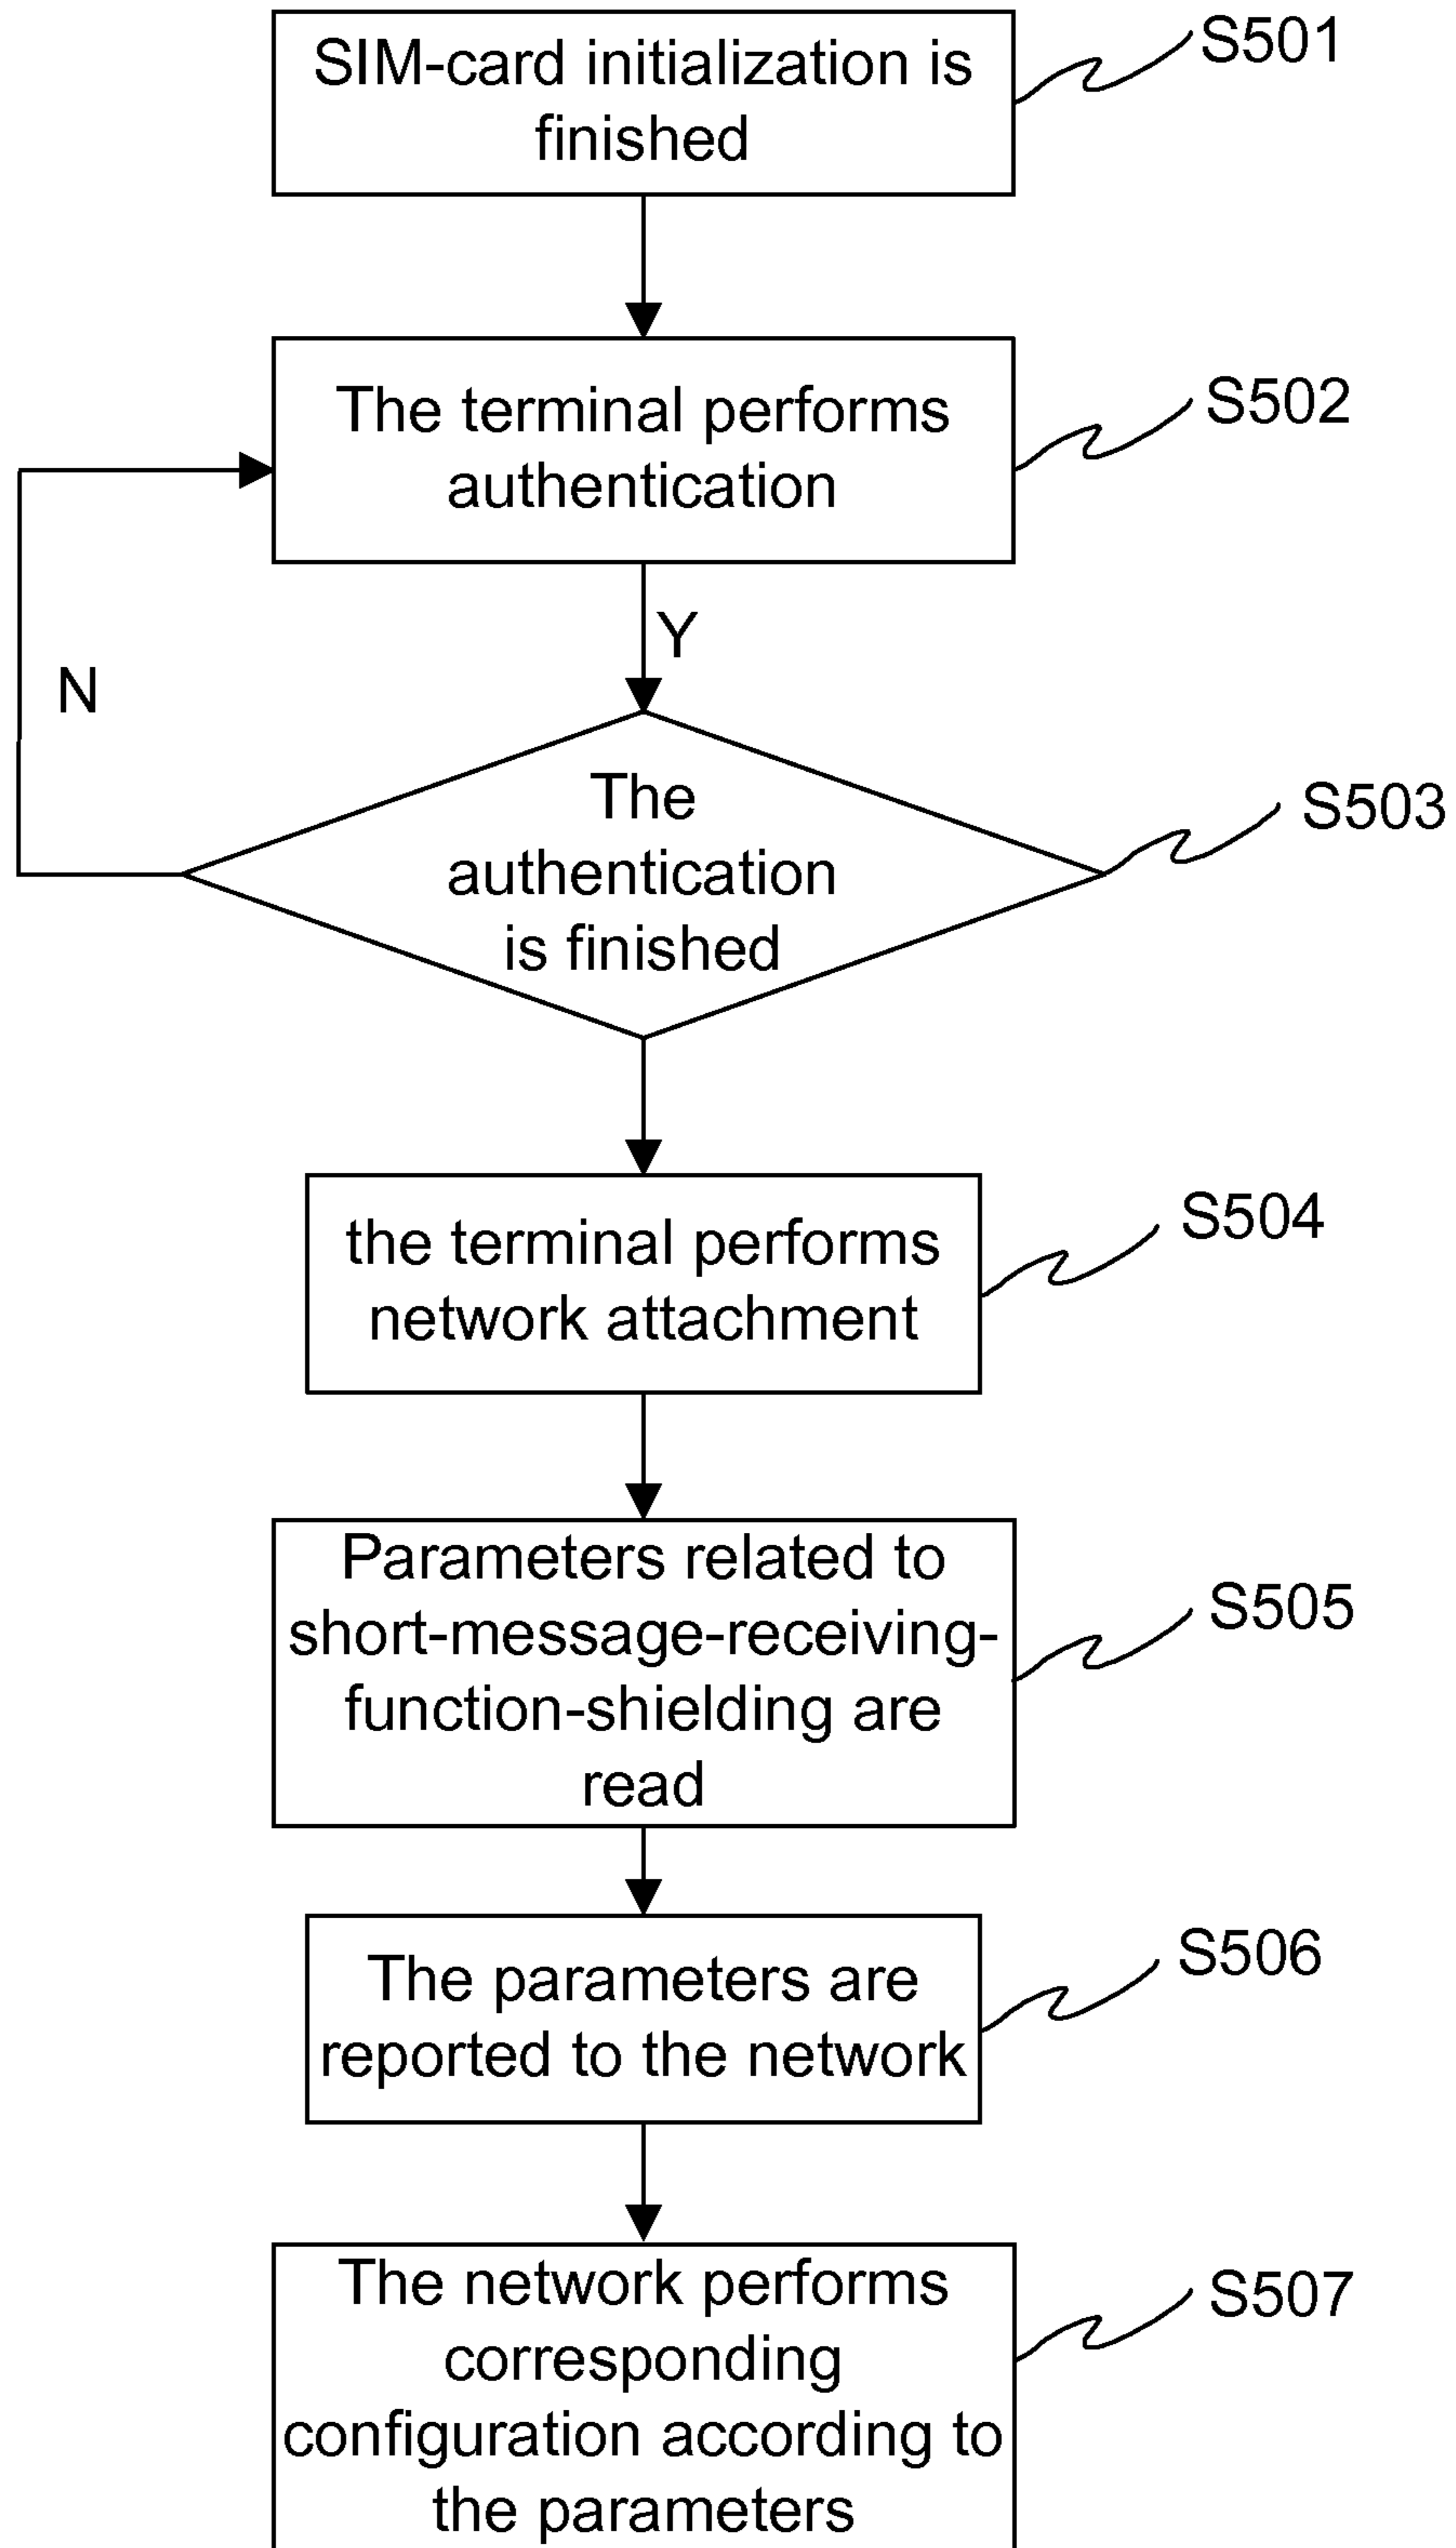 SIM-card initialization is
finished
S501
The terminal performs
authentication
S502
Y
N
The
authentication
is finished
S503
the terminal performs
network attachment
S504
Parameters related to
short-message-receiving-
function-shielding are
read
S505
The parameters are
reported to the network
S506
The network performs
corresponding
configuration according to
the parameters
S507